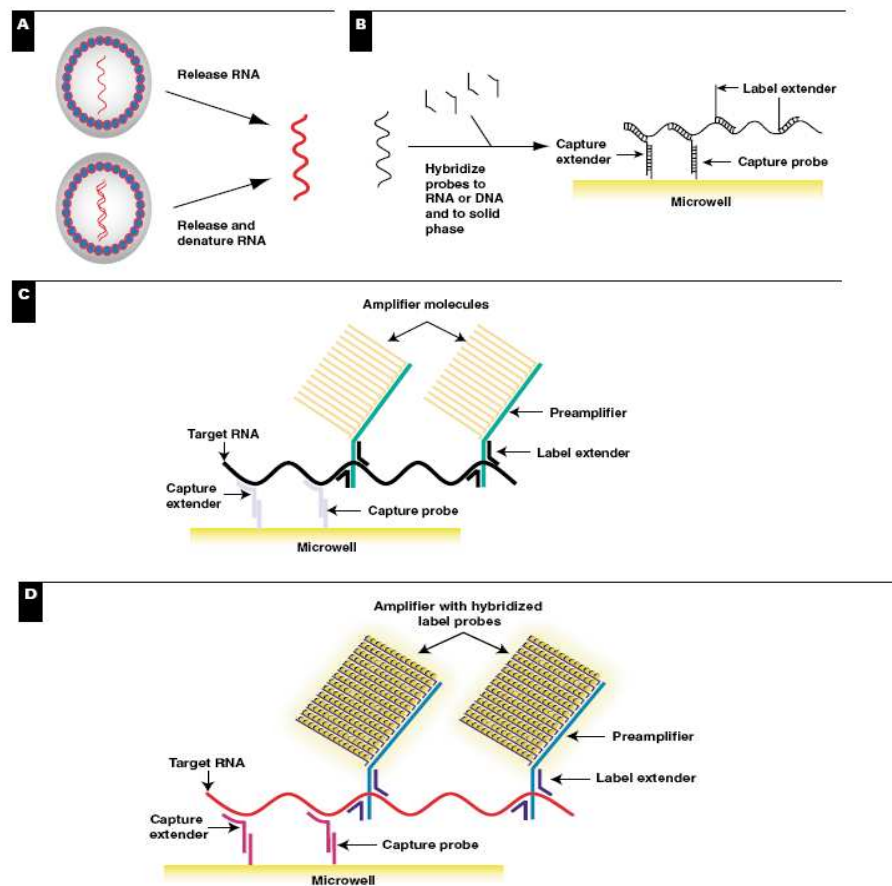 A
Release RNA
Release and
denature RNA
B
Hybridize
probes to
RNA or DNA
and to solid
phase
Label extender
Capture
extender
Capture probe
Microwell
C
Amplifier molecules
Preamplifier
Target RNA
Label extender
Capture
extender
Capture probe
Microwell
D
Amplifier with hybridized
label probes
Preamplifier
Target RNA
Label extender
Capture
extender
Capture probe
Microwell